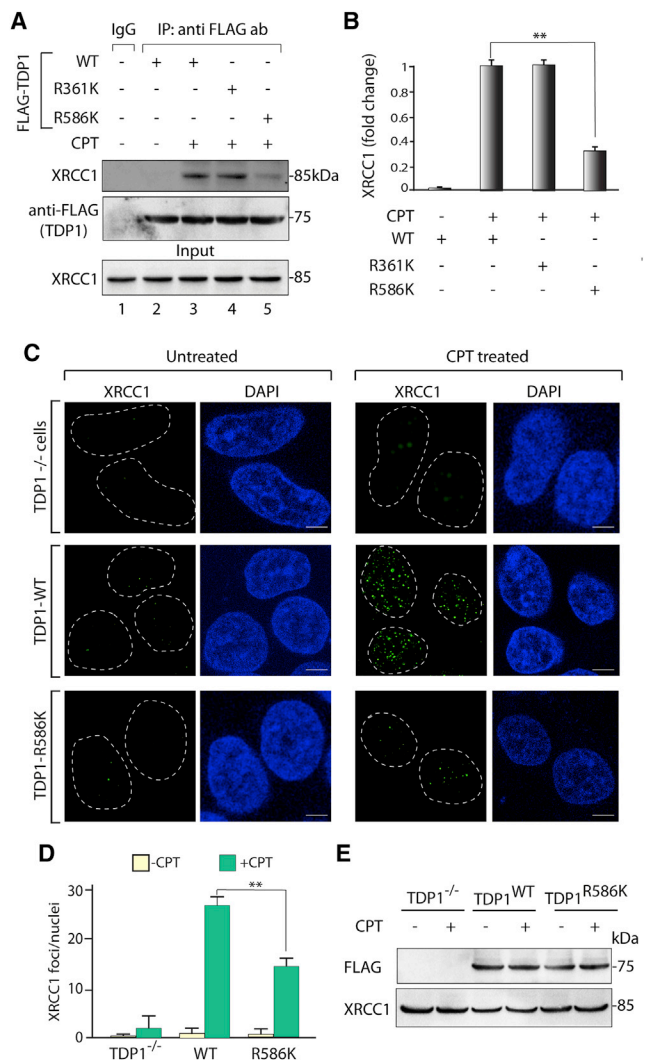 A
IgG
IP: anti FLAG ab
FLAG-TDP1
WT - + + - -
R361K - - - + -
R586K - - - - +
CPT - - + + +
XRCC1
-85kDa
anti-FLAG
(TDP1)
-75
Input
XRCC1
-85
1 2 3 4 5
B
**
XRCC1 (fold change)
1
0.8
0.6
0.4
0.2
0
CPT - + + +
WT + + - -
R361K - - + -
R586K - - - +
C
Untreated
CPT treated
XRCC1
DAPI
XRCC1
DAPI
TDP1 -/- cells
TDP1-WT
TDP1-R586K
D
-CPT
+CPT
**
XRCC1 foci/nuclei
30
20
10
0
TDP1-/- WT R586K
E
TDP1-/- TDP1WT TDP1R586K
CPT - + - + - +
kDa
FLAG
-75
XRCC1
-85